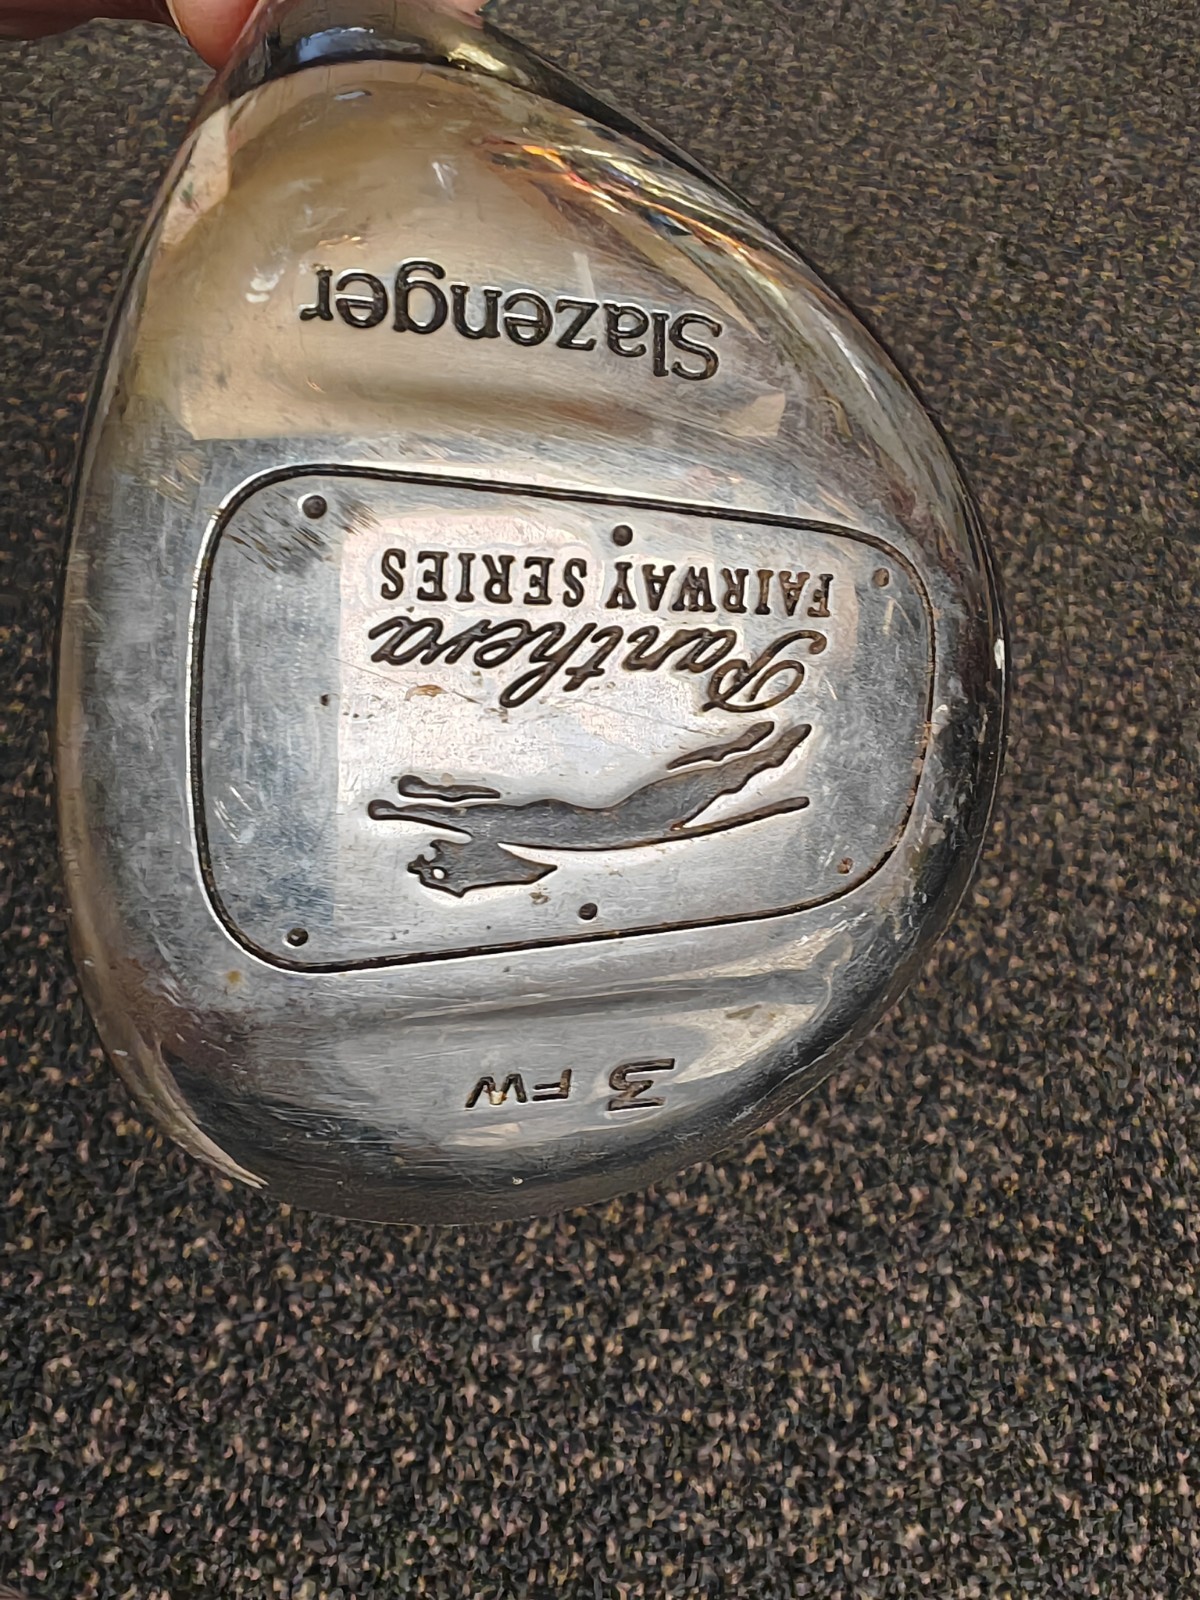 3 FW
Panthera
FAIRWAY SERIES
Slazenger